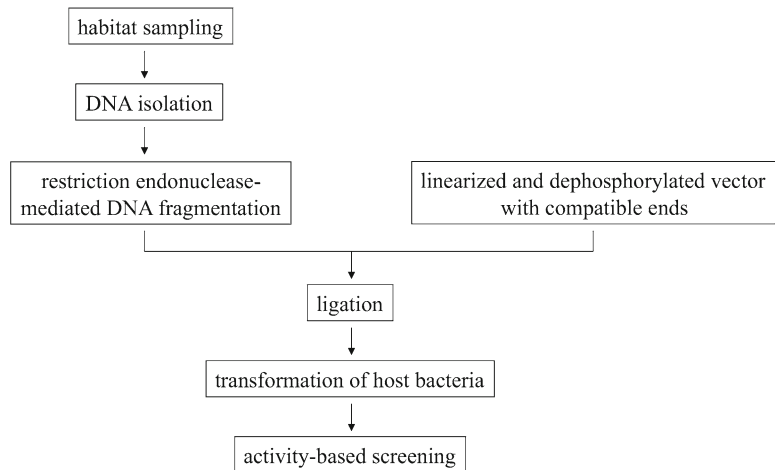 habitat sampling
DNA isolation
restriction endonuclease-
mediated DNA fragmentation
linearized and dephosphorylated vector
with compatible ends
ligation
transformation of host bacteria
activity-based screening